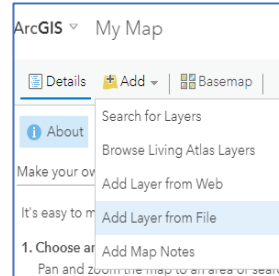 ArcGIS My Map
Details Add Basemap
About
Search for Layers
Browse Living Atlas Layers
Make your ow
Add Layer from Web
It's easy to m
Add Layer from File
1. Choose ar
Add Map Notes
Pan and zoom the map to an area or sear